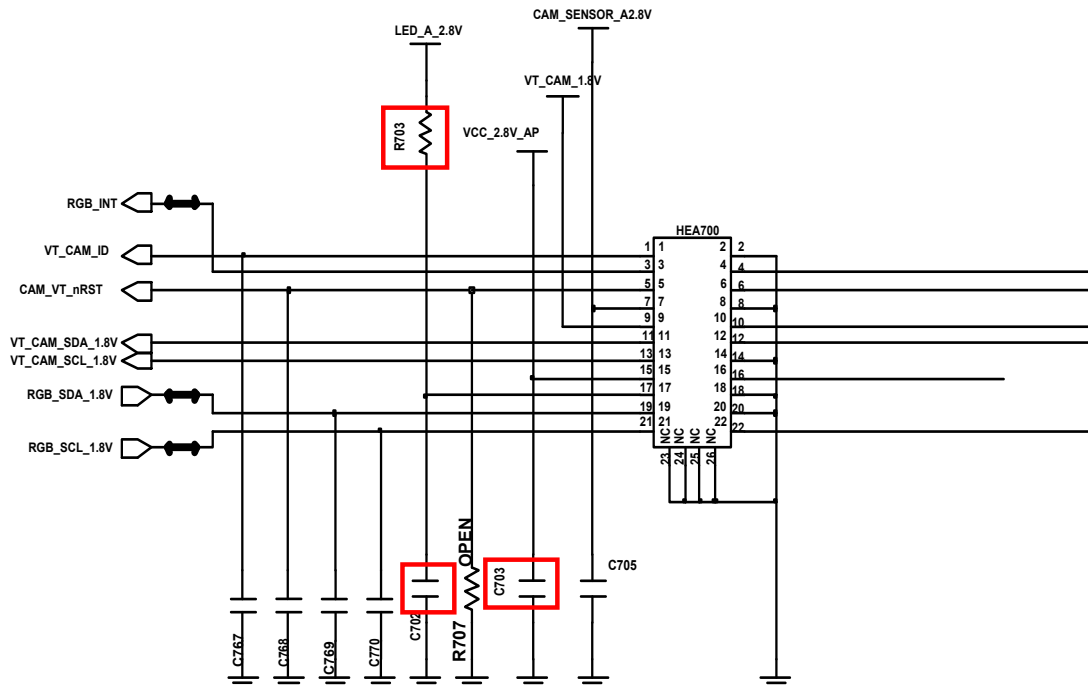 CAM_SENSOR_A2.8V
LED_A_2.8V
VT_CAM_1.8V
R703
VCC_2.8V_AP
RGB_INT
HEA700
VT_CAM_ID
1 1 2 2
3 3 4 4
CAM_VT_nRST
5 5 6 6
7 7 8 8
9 9 10 10
VT_CAM_SDA_1.8V
11 11 12 12
VT_CAM_SCL_1.8V
13 13 14 14
15 15 16 16
RGB_SDA_1.8V
17 17 18 18
19 19 20 20
21 21 22 22
RGB_SCL_1.8V
NC NC NC NC
23 24 25 26
OPEN
C703
C705
C702
R707
C767
C768
C769
C770